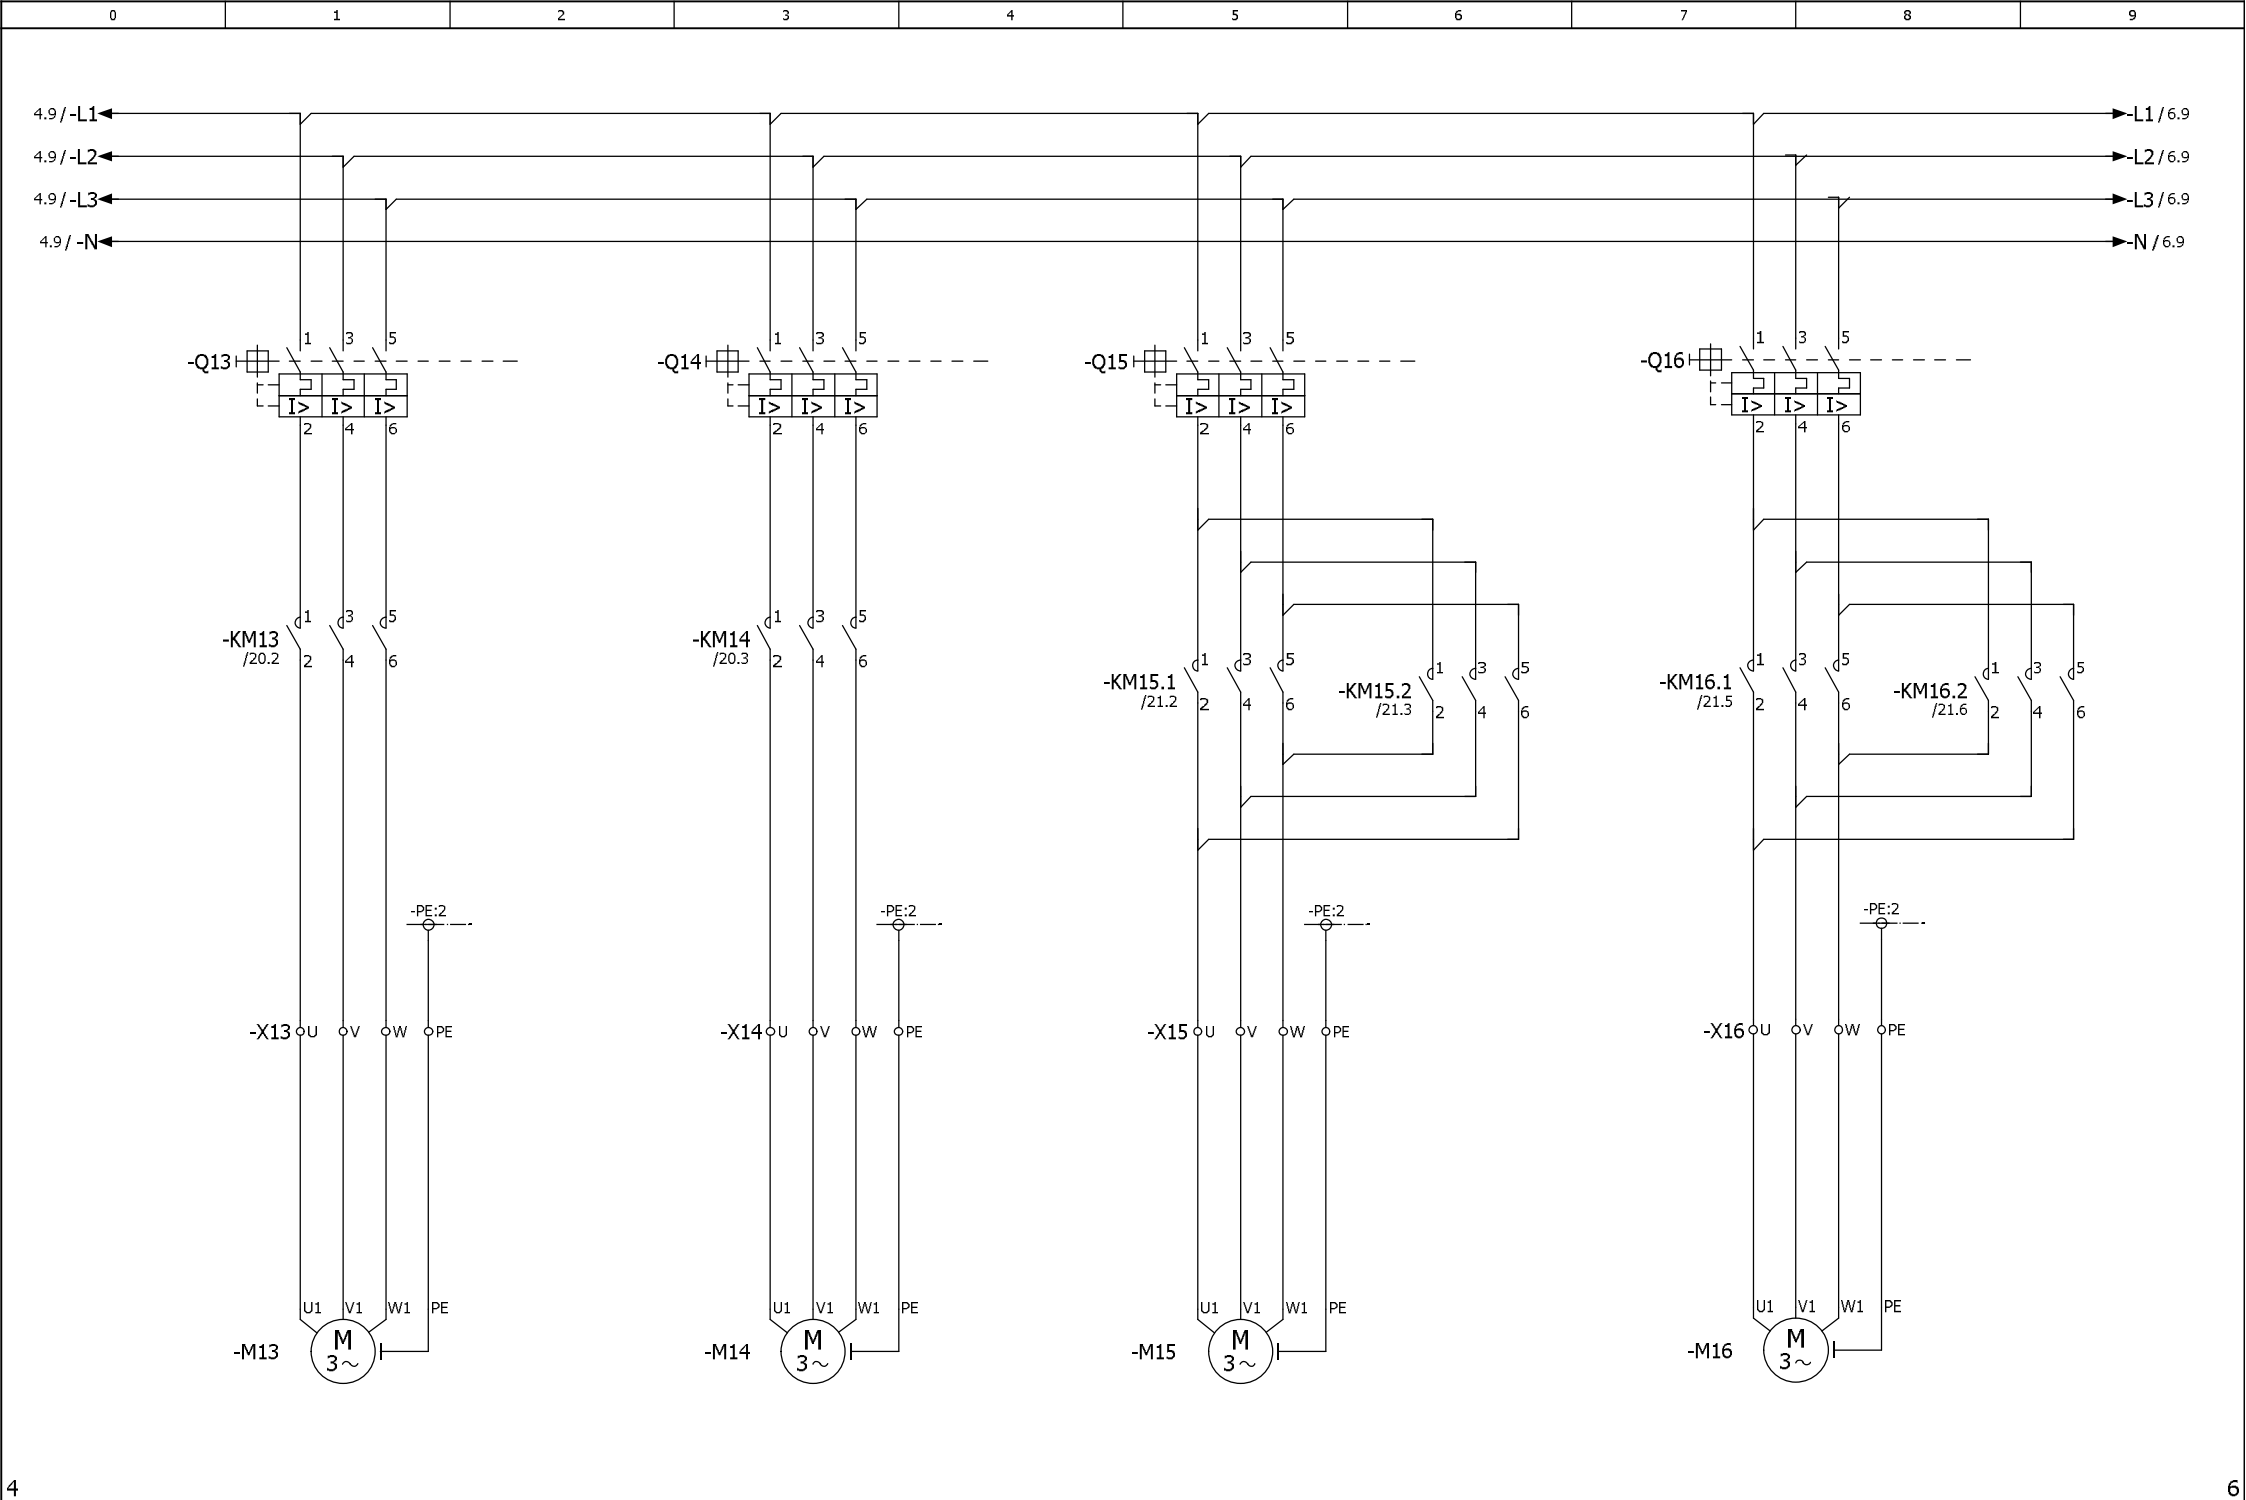 0 1 2 3 4 5 6 7 8 9
4.9 / -L1 -L1 / 6.9
4.9 / -L2 -L2 / 6.9
4.9 / -L3 -L3 / 6.9
4.9 / -N -N / 6.9
1 3 5 1 3 5 1 3 5 1 3 5
-Q13 -Q14 -Q15 -Q16
I> I> I> I> I> I> I> I> I> I> I> I>
2 4 6 2 4 6 2 4 6 2 4 6
1 3 5 1 3 5
-KM13 -KM14
/20.2 2 4 6 /20.3 2 4 6
1 3 5 1 3 5 1 3 5 1 3 5
-KM15.1 -KM15.2 -KM16.1 -KM16.2
/21.2 2 4 6 /21.3 2 4 6 /21.5 2 4 6 /21.6 2 4 6
-PE:2 -PE:2 -PE:2 -PE:2
-X13 U V W PE -X14 U V W PE -X15 U V W PE -X16 U V W PE
U1 V1 W1 PE U1 V1 W1 PE U1 V1 W1 PE U1 V1 W1 PE
M M M M
-M13 3~ -M14 3~ -M15 3~ -M16 3~
4 6